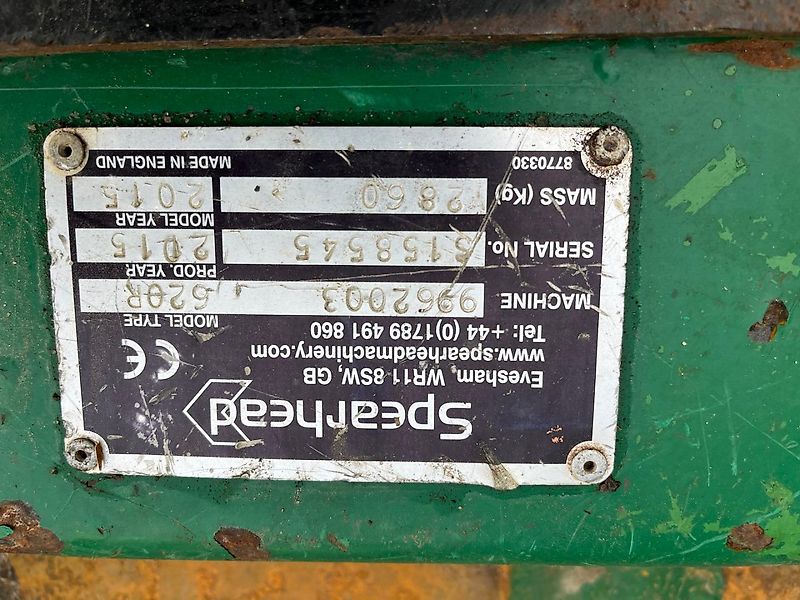 Spearhead
Evesham, WR11 8SW, GB
www.spearheadmachinery.com
Tel: +44 (0)1789 491 860
MODEL TYPE
MACHINE 9962003 620R
PROD. YEAR
SERIAL No. S158545 2015
MODEL YEAR
MASS (Kg) 2860 2015
8770330 MADE IN ENGLAND